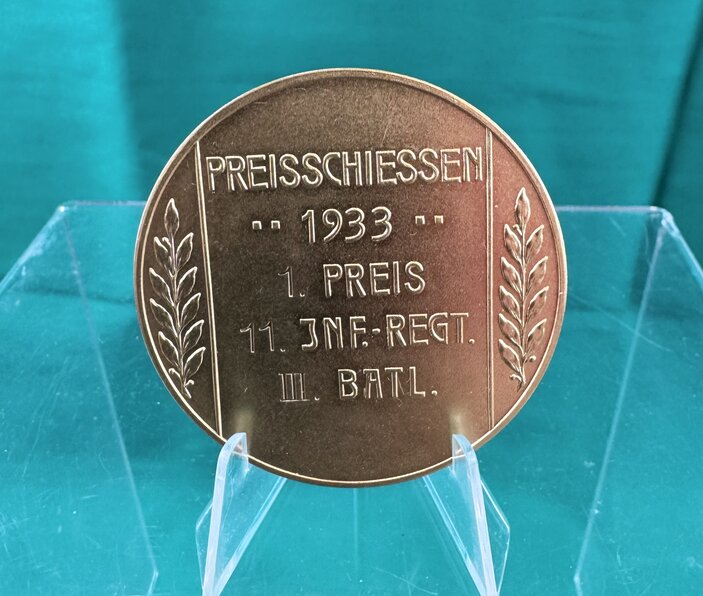 PREISSCHIESSEN
·· 1933 ··
1. PREIS
11. JNF.-REGT.
III. BATL.